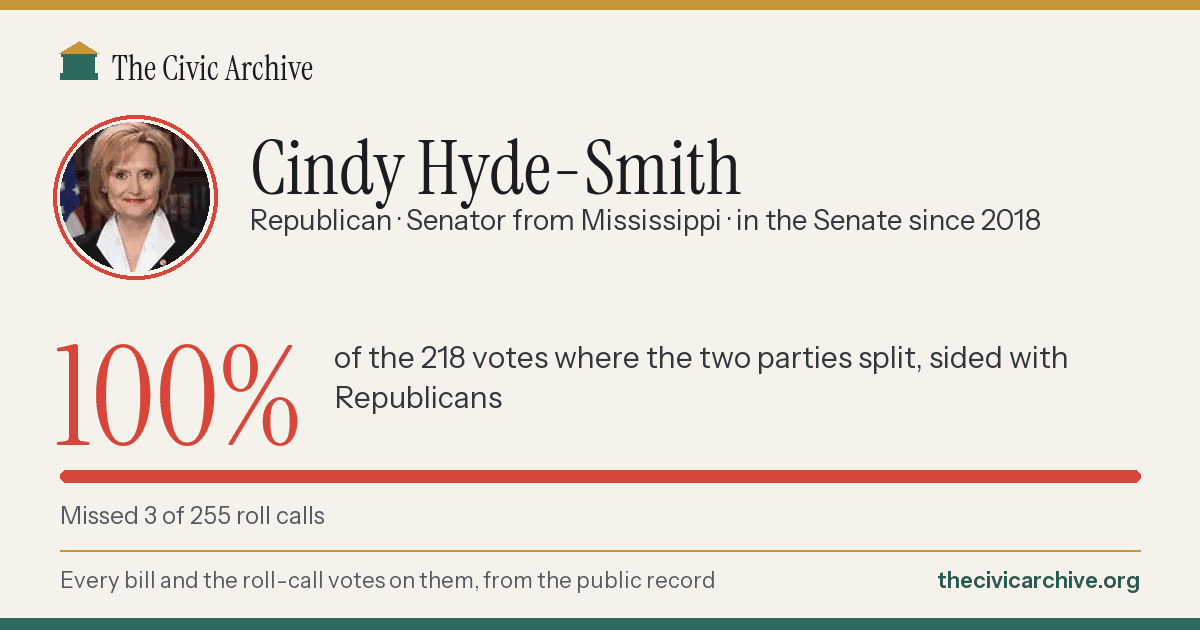 The Civic Archive
Cindy Hyde-Smith
Republican · Senator from Mississippi · in the Senate since 2018
100%
of the 218 votes where the two parties split, sided with
Republicans
Missed 3 of 255 roll calls
Every bill and the roll-call votes on them, from the public record
thecivicarchive.org